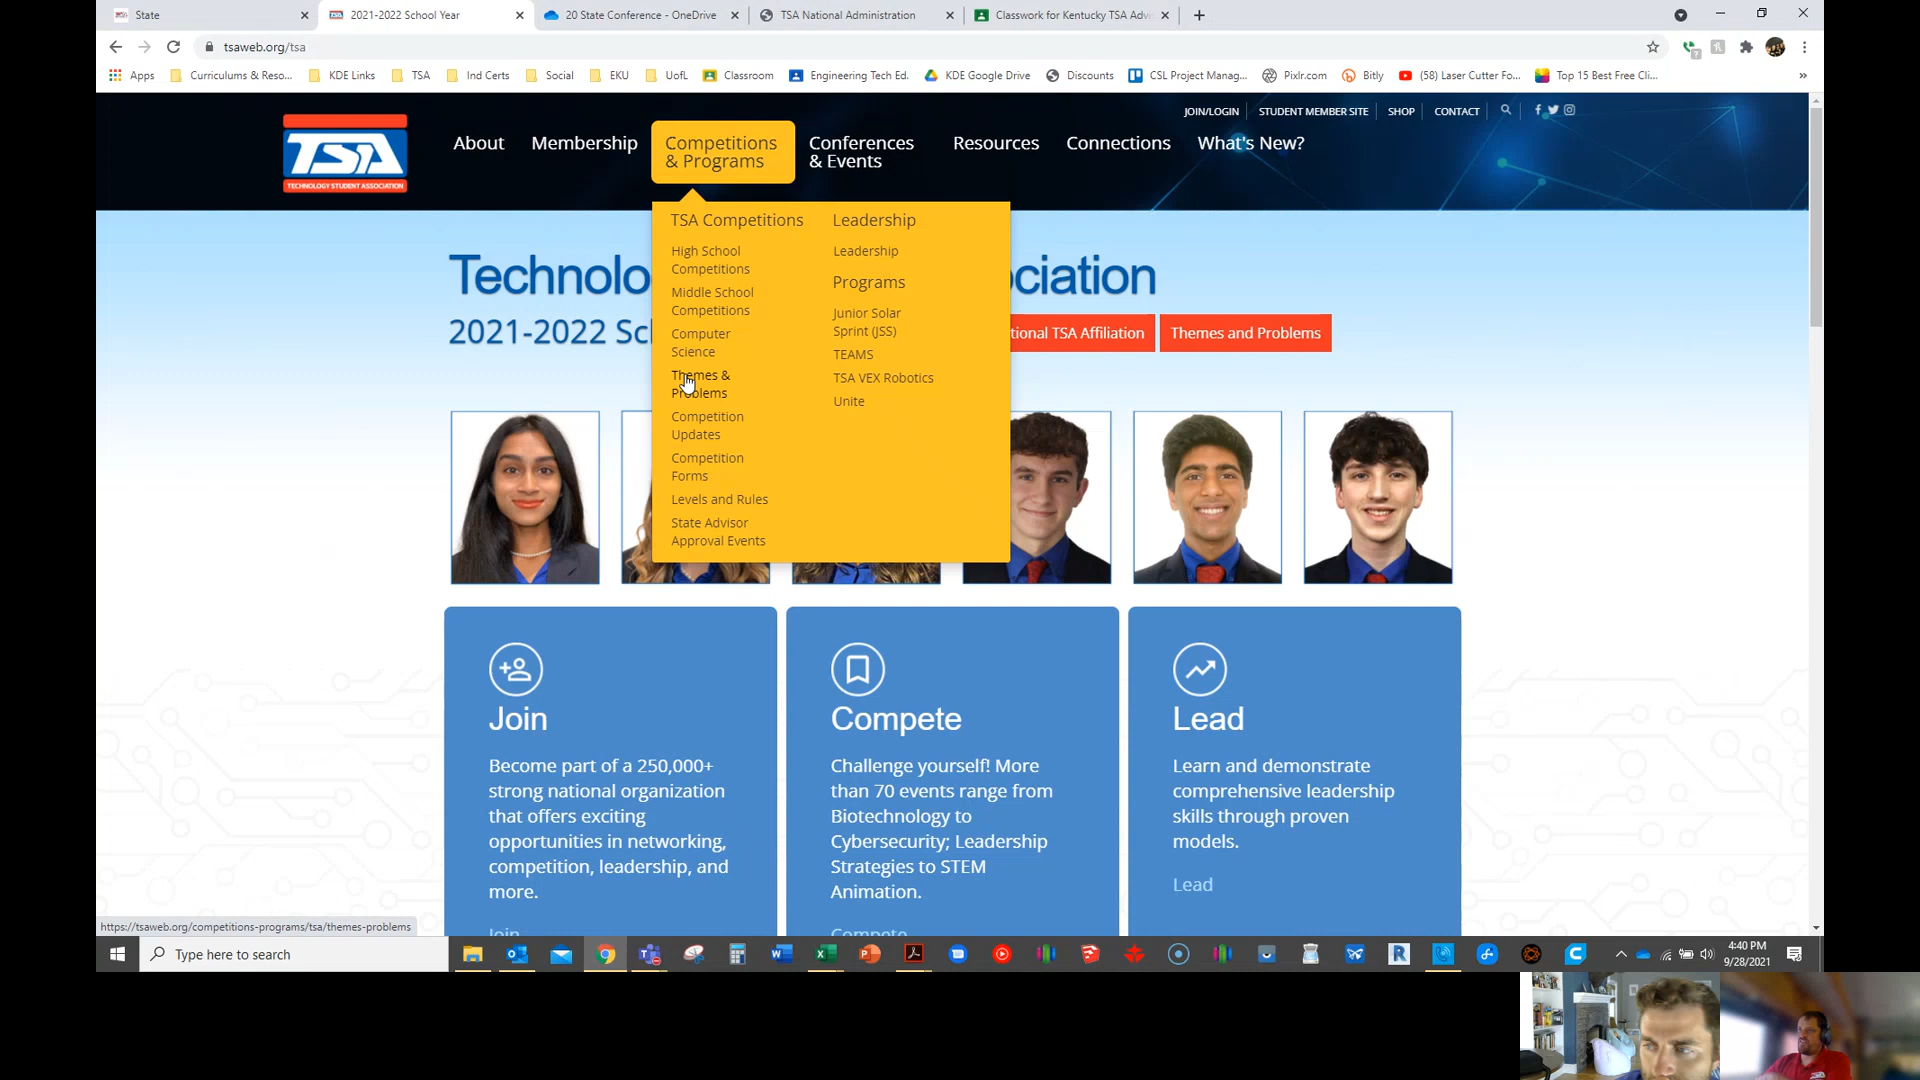 State
2021-2022 School Year
20 State Conference - OneDrive
TSA National Administration
Classwork for Kentucky TSA Adv
tsaweb.org/tsa
Apps
Curriculums & Reso...
KDE Links
TSA
Ind Certs
Social
EKU
UofL
Classroom
Engineering Tech Ed.
KDE Google Drive
Discounts
CSL Project Manag...
Pixlr.com
Bitly
(58) Laser Cutter Fo...
Top 15 Best Free Cli...
JOIN/LOGIN
STUDENT MEMBER SITE
SHOP
CONTACT
TSA
TECHNOLOGY STUDENT ASSOCIATION
About
Membership
Competitions
& Programs
Conferences
& Events
Resources
Connections
What's New?
TSA Competitions
High School
Competitions
Middle School
Competitions
Computer
Science
Themes &
Problems
Competition
Updates
Competition
Forms
Levels and Rules
State Advisor
Approval Events
Leadership
Leadership
Programs
Junior Solar
Sprint (JSS)
TEAMS
TSA VEX Robotics
Unite
Technolo
ciation
2021-2022 Sc
tional TSA Affiliation
Themes and Problems
Join
Become part of a 250,000+
strong national organization
that offers exciting
opportunities in networking,
competition, leadership, and
more.
Join
Compete
Challenge yourself! More
than 70 events range from
Biotechnology to
Cybersecurity; Leadership
Strategies to STEM
Animation.
Compete
Lead
Learn and demonstrate
comprehensive leadership
skills through proven
models.
Lead
https://tsaweb.org/competitions-programs/tsa/themes-problems
Type here to search
4:40 PM
9/28/2021